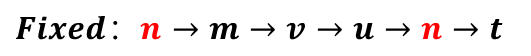 Fixed: n → m → v → u → n → t